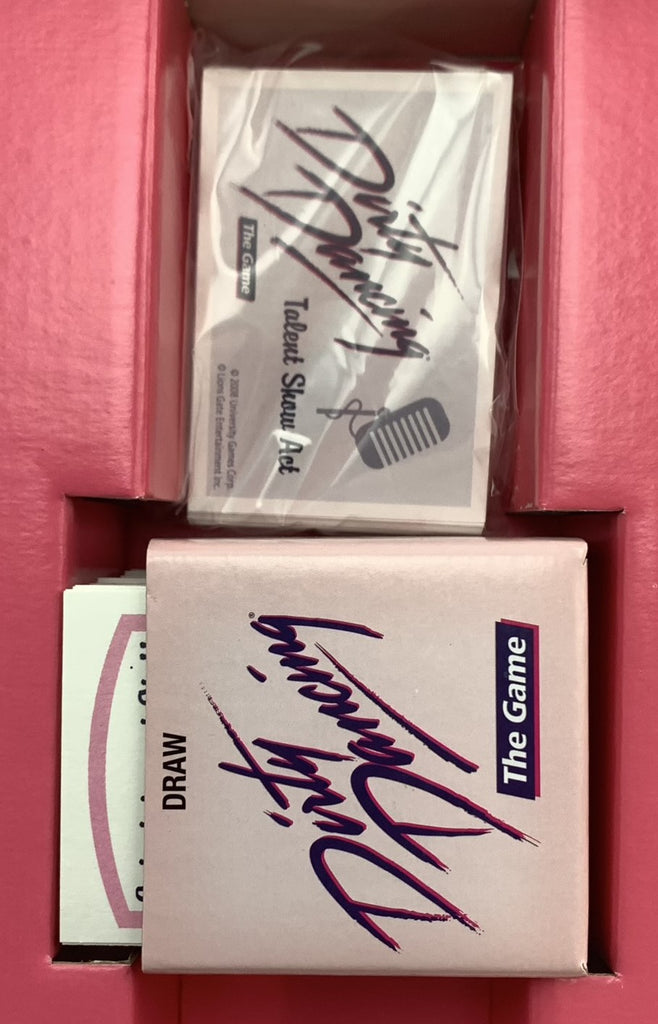 Dirty
Dancing®
The Game
Talent Show Act
© 2008 University Games Corp.
© Lions Gate Entertainment Inc.
DRAW
Dirty
Dancing®
The Game